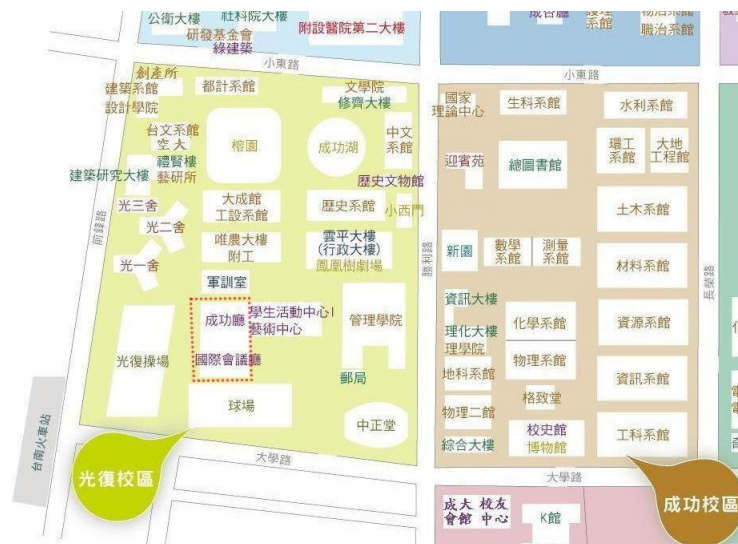 公衛大樓
社科院大樓
研發基金會
綠建築
附設醫院第二大樓
成杏廳
護理
系館
物治系館
職治系館
小東路
小東路
創產所
建築系館
設計學院
都計系館
文學院
修齊大樓
台文系館
空大
榕園
成功湖
中文
系館
禮賢樓
藝研所
建築研究大樓
歷史文物館
光三舍
大成館
工設系館
歷史系館
小西門
光二舍
唯農大樓
附工
雲平大樓
(行政大樓)
鳳凰樹劇場
光一舍
軍訓室
前鋒路
勝利路
長榮路
成功廳
學生活動中心I
藝術中心
管理學院
國際會議廳
光復操場
郵局
球場
中正堂
台南火車站
大學路
光復校區
國家
理論中心
生科系館
水利系館
迎賓苑
總圖書館
環工
系館
大地
工程館
土木系館
新園
數學
系館
測量
系館
材料系館
資訊大樓
理化大樓
理學院
化學系館
資源系館
地科系館
物理系館
資訊系館
物理二館
格致堂
綜合大樓
校史館
博物館
工科系館
大學路
成功校區
成大 校友
會館 中心
K館